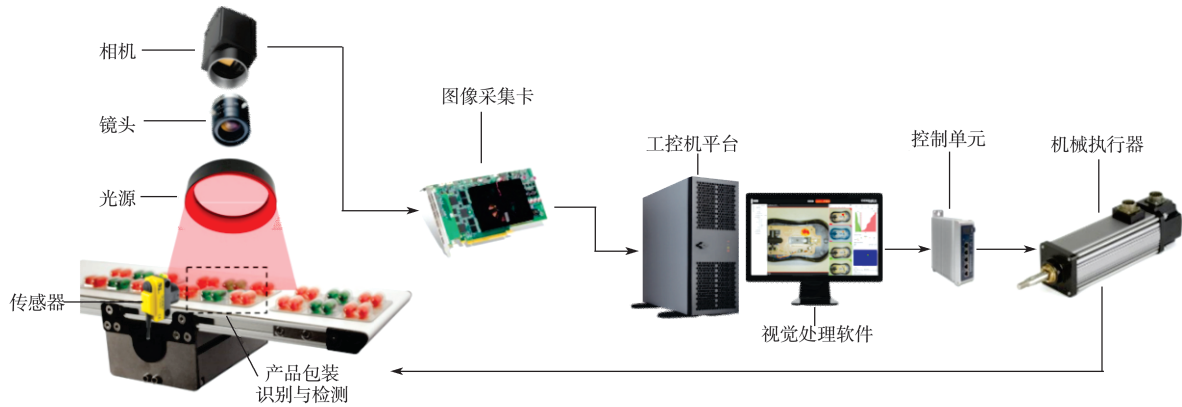 相机
镜头
光源
传感器
产品包装
识别与检测
图像采集卡
工控机平台
视觉处理软件
控制单元
机械执行器